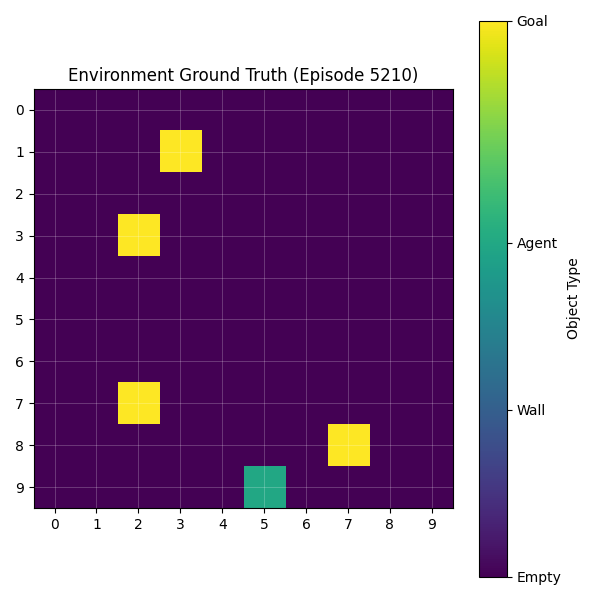 Environment Ground Truth (Episode 5210)
0
1
2
3
4
5
6
7
8
9
0 1 2 3 4 5 6 7 8 9
Goal
Agent
Wall
Empty
Object Type